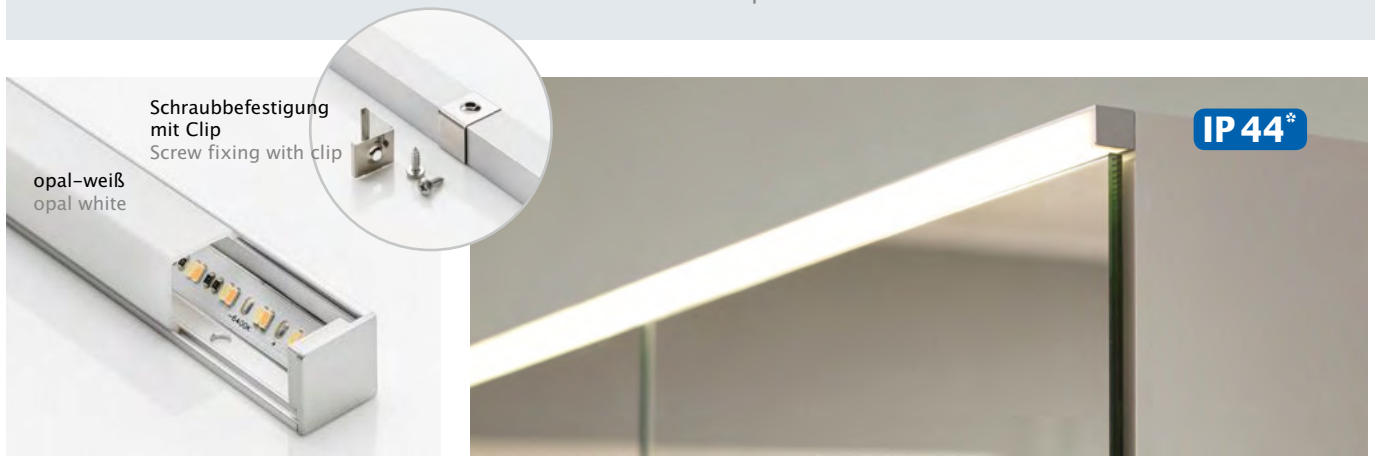 Schraubbefestigung
mit Clip
Screw fixing with clip
opal-weiß
opal white
IP 44*